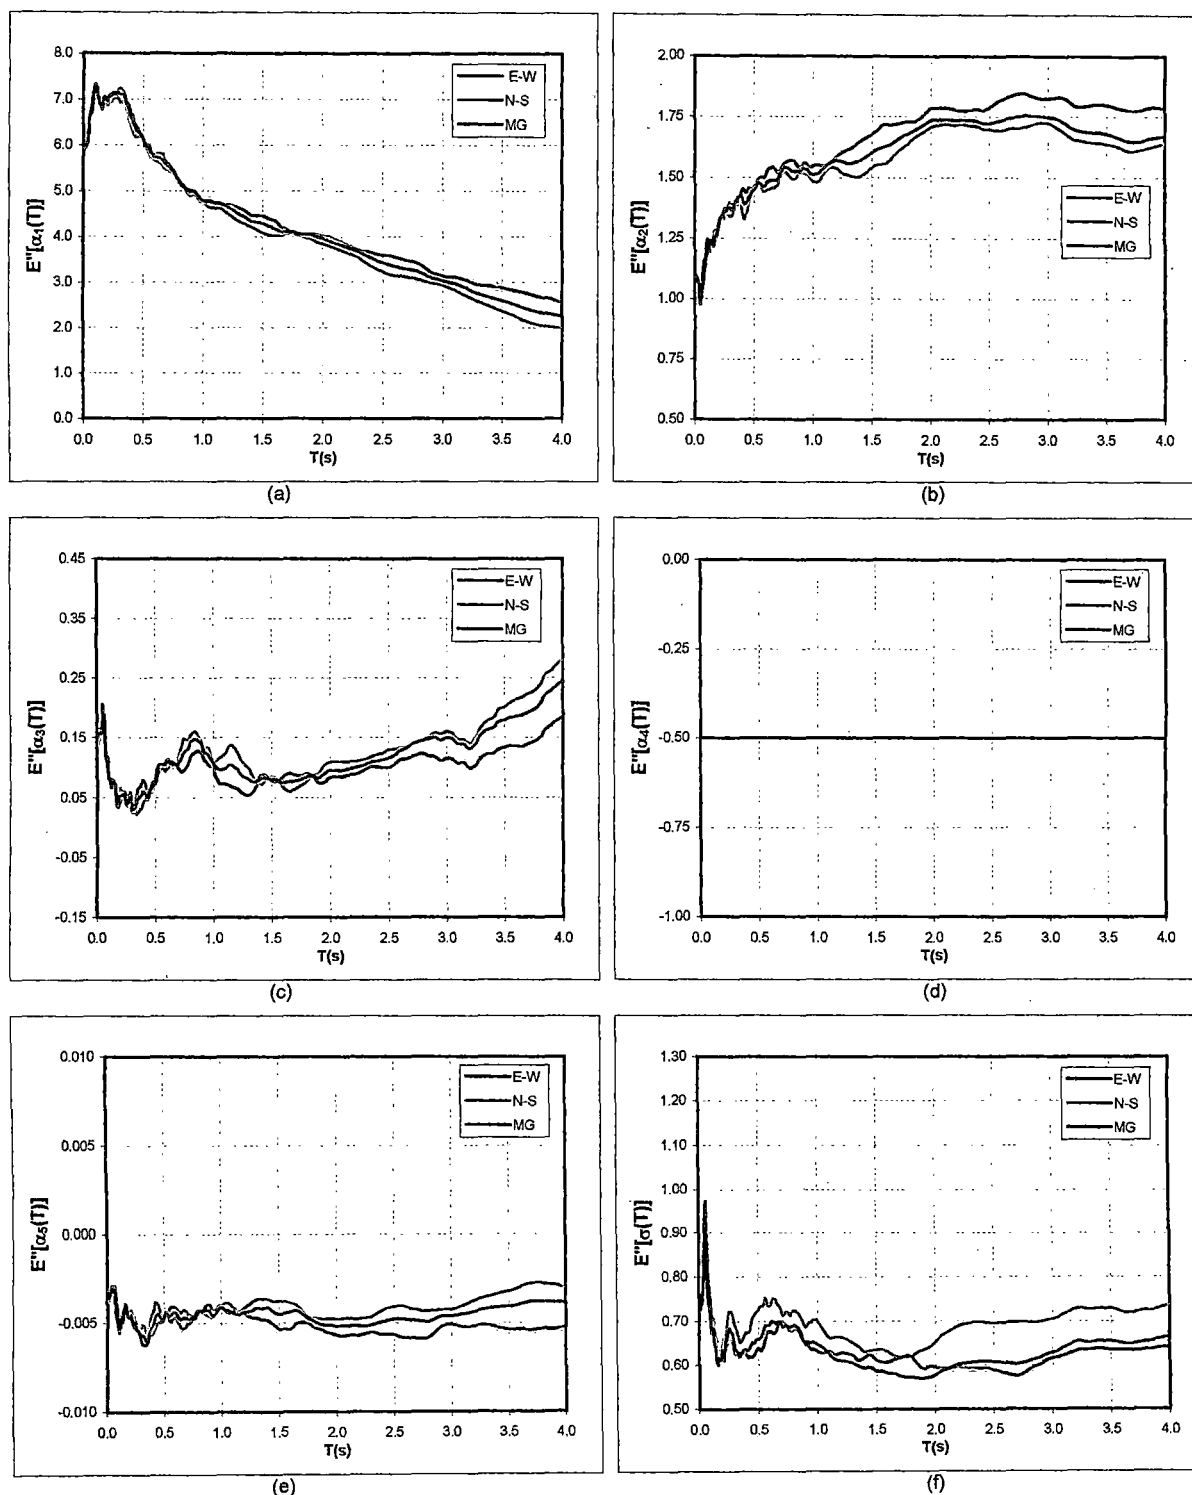 E"[α1(T)]
8.0
7.0
6.0
5.0
4.0
3.0
2.0
1.0
0.0
0.0 0.5 1.0 1.5 2.0 2.5 3.0 3.5 4.0
T(s)
E-W
N-S
MG
(a)
E"[α2(T)]
2.00
1.75
1.50
1.25
1.00
0.75
0.50
0.0 0.5 1.0 1.5 2.0 2.5 3.0 3.5 4.0
T(s)
E-W
N-S
MG
(b)
E"[α3(T)]
0.45
0.35
0.25
0.15
0.05
-0.05
-0.15
0.0 0.5 1.0 1.5 2.0 2.5 3.0 3.5 4.0
T(s)
E-W
N-S
MG
(c)
E"[α4(T)]
0.00
-0.25
-0.50
-0.75
-1.00
0.0 0.5 1.0 1.5 2.0 2.5 3.0 3.5 4.0
T(s)
E-W
N-S
MG
(d)
E"[α5(T)]
0.010
0.005
0.000
-0.005
-0.010
0.0 0.5 1.0 1.5 2.0 2.5 3.0 3.5 4.0
T(s)
E-W
N-S
MG
(e)
E"[σ(T)]
1.30
1.20
1.10
1.00
0.90
0.80
0.70
0.60
0.50
0.0 0.5 1.0 1.5 2.0 2.5 3.0 3.5 4.0
T(s)
E-W
N-S
MG
(f)